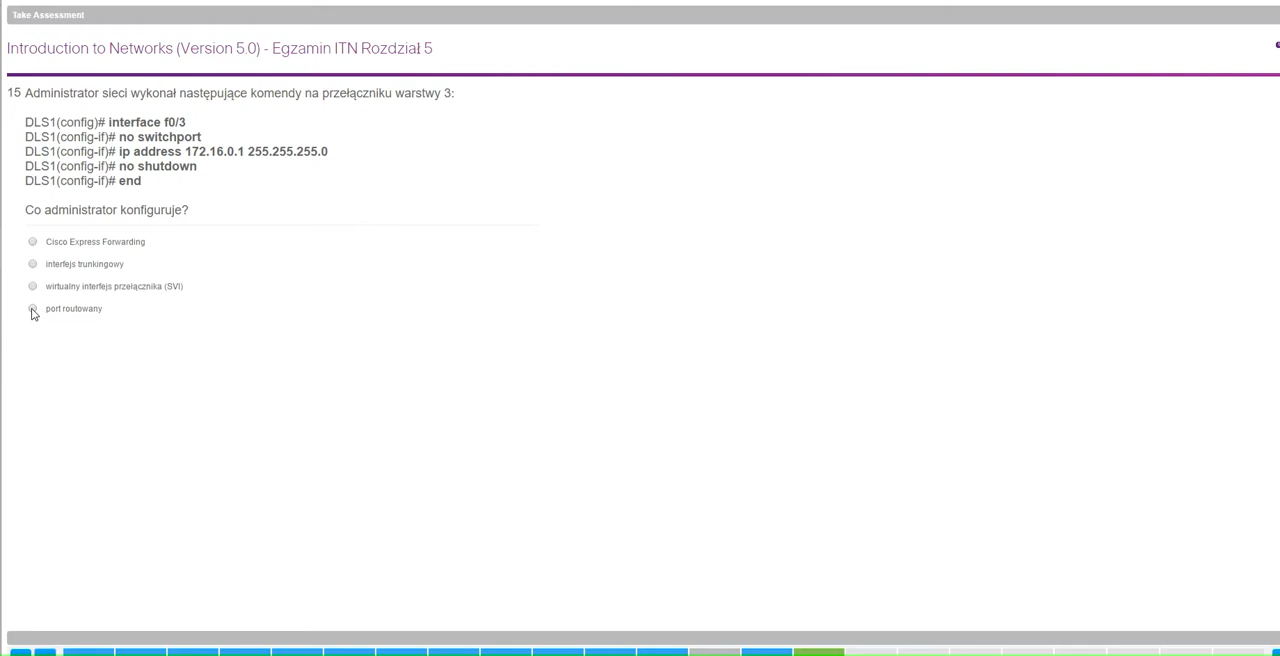 Take Assessment
Introduction to Networks (Version 5.0) - Egzamin ITN Rozdział 5
15 Administrator sieci wykonał następujące komendy na przełączniku warstwy 3:
DLS1(config)# interface f0/3
DLS1(config-if)# no switchport
DLS1(config-if)# ip address 172.16.0.1 255.255.255.0
DLS1(config-if)# no shutdown
DLS1(config-if)# end
Co administrator konfiguruje?
Cisco Express Forwarding
interfejs trunkingowy
wirtualny interfejs przełącznika (SVI)
port routowany